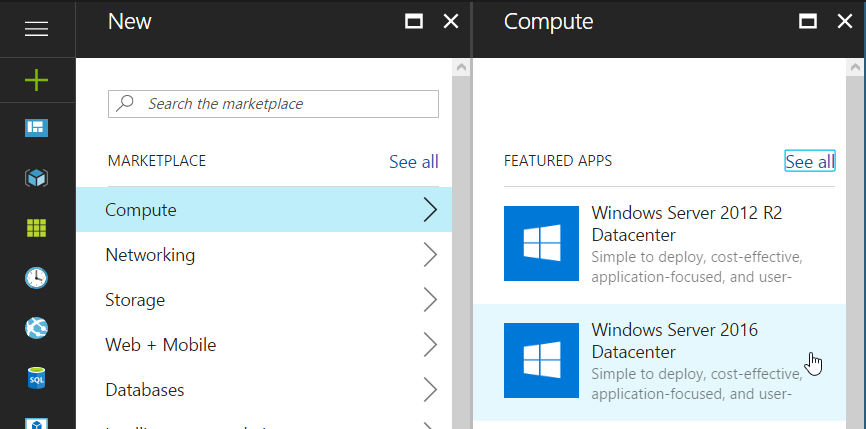 New
Search the marketplace
MARKETPLACE
See all
Compute
Networking
Storage
Web + Mobile
Databases
Compute
FEATURED APPS
See all
Windows Server 2012 R2
Datacenter
Simple to deploy, cost-effective,
application-focused, and user-
Windows Server 2016
Datacenter
Simple to deploy, cost-effective,
application-focused, and user-
SQL